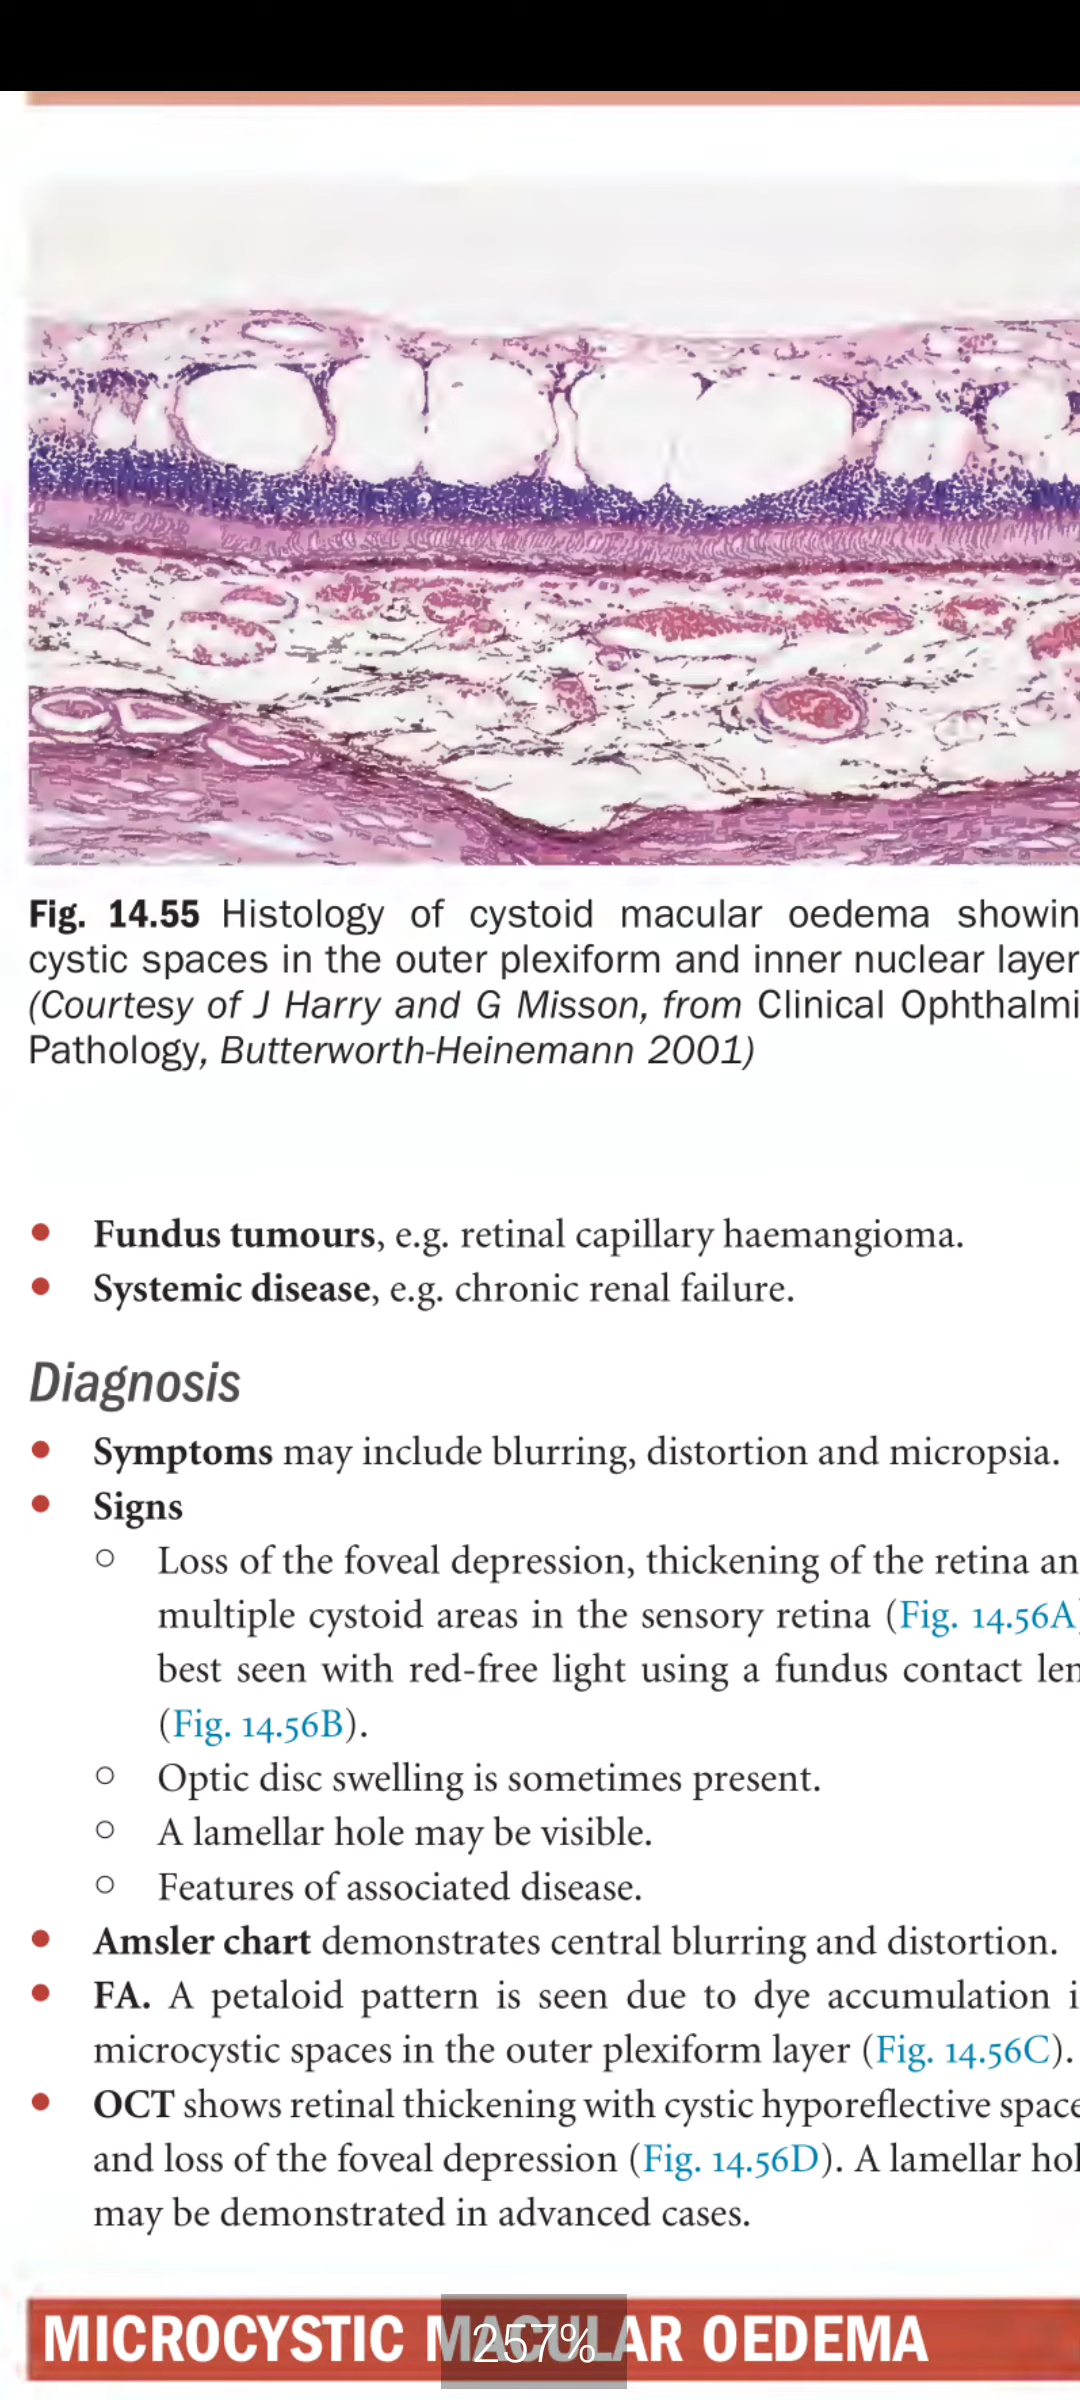 Fig. 14.55 Histology of cystoid macular oedema showin
cystic spaces in the outer plexiform and inner nuclear layer
(Courtesy of J Harry and G Misson, from Clinical Ophthalmi
Pathology, Butterworth-Heinemann 2001)
• Fundus tumours, e.g. retinal capillary haemangioma.
• Systemic disease, e.g. chronic renal failure.
Diagnosis
• Symptoms may include blurring, distortion and micropsia.
• Signs
○ Loss of the foveal depression, thickening of the retina an
multiple cystoid areas in the sensory retina (Fig. 14.56A)
best seen with red-free light using a fundus contact len
(Fig. 14.56B).
○ Optic disc swelling is sometimes present.
○ A lamellar hole may be visible.
○ Features of associated disease.
• Amsler chart demonstrates central blurring and distortion.
• FA. A petaloid pattern is seen due to dye accumulation i
microcystic spaces in the outer plexiform layer (Fig. 14.56C).
• OCT shows retinal thickening with cystic hyporeflective space
and loss of the foveal depression (Fig. 14.56D). A lamellar hol
may be demonstrated in advanced cases.
MICROCYSTIC MACULAR OEDEMA
257%